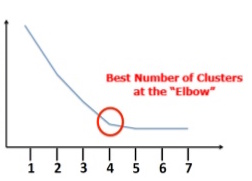 Best Number of Clusters
at the "Elbow"
1 2 3 4 5 6 7